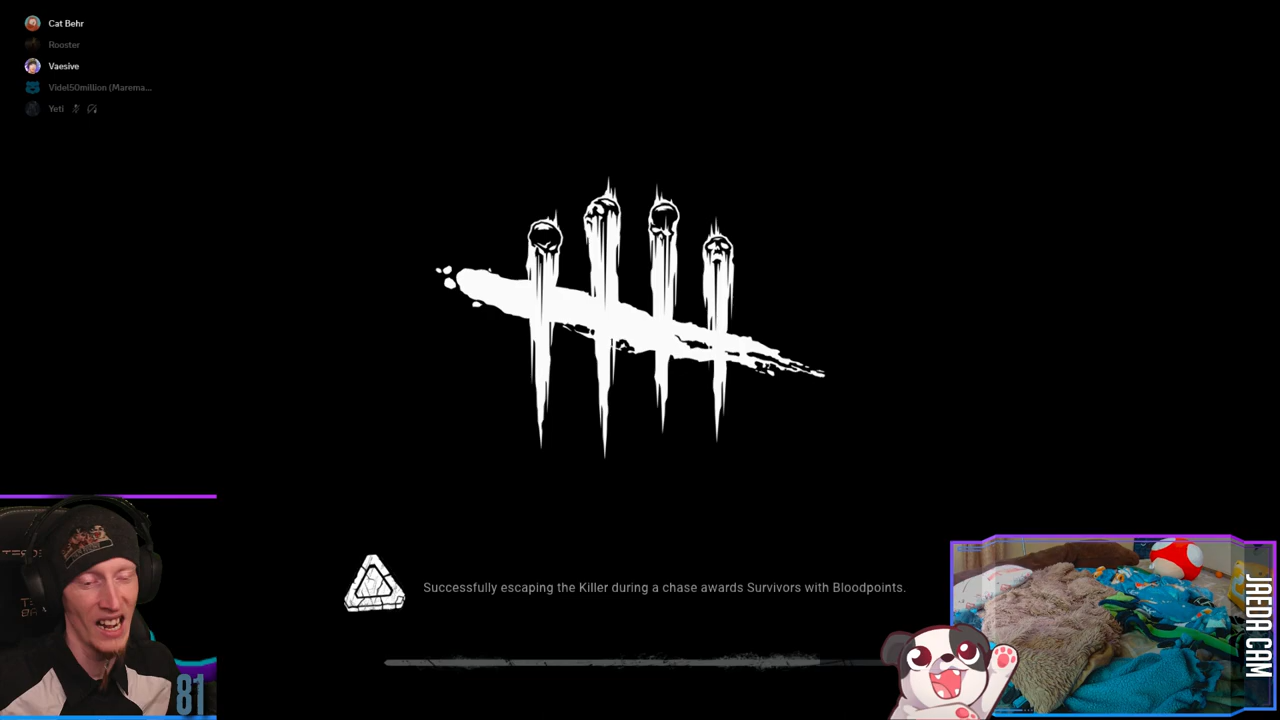 Cat Behr
Rooster
Vaesive
Videl50million (Marema...
Yeti
Successfully escaping the Killer during a chase awards Survivors with Bloodpoints.
81
JAEDA CAM